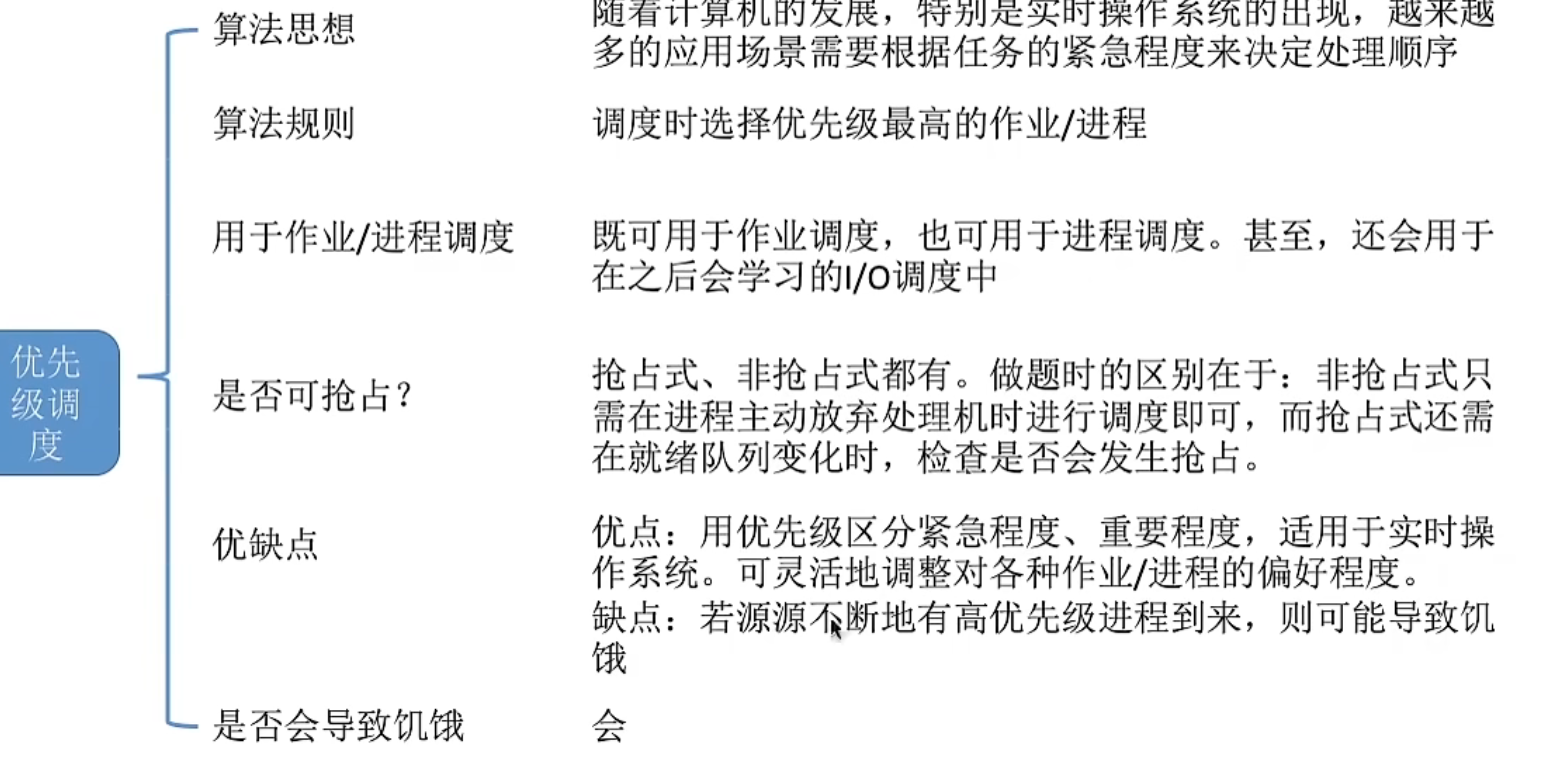 算法思想
随着计算机的发展，特别是实时操作系统的出现，越来越
多的应用场景需要根据任务的紧急程度来决定处理顺序
算法规则
调度时选择优先级最高的作业/进程
用于作业/进程调度
既可用于作业调度，也可用于进程调度。甚至，还会用于
在之后会学习的I/O调度中
优先
级调
度
是否可抢占？
抢占式、非抢占式都有。做题时的区别在于：非抢占式只
需在进程主动放弃处理机时进行调度即可，而抢占式还需
在就绪队列变化时，检查是否会发生抢占。
优缺点
优点：用优先级区分紧急程度、重要程度，适用于实时操
作系统。可灵活地调整对各种作业/进程的偏好程度。
缺点：若源源不断地有高优先级进程到来，则可能导致饥
饿
是否会导致饥饿
会